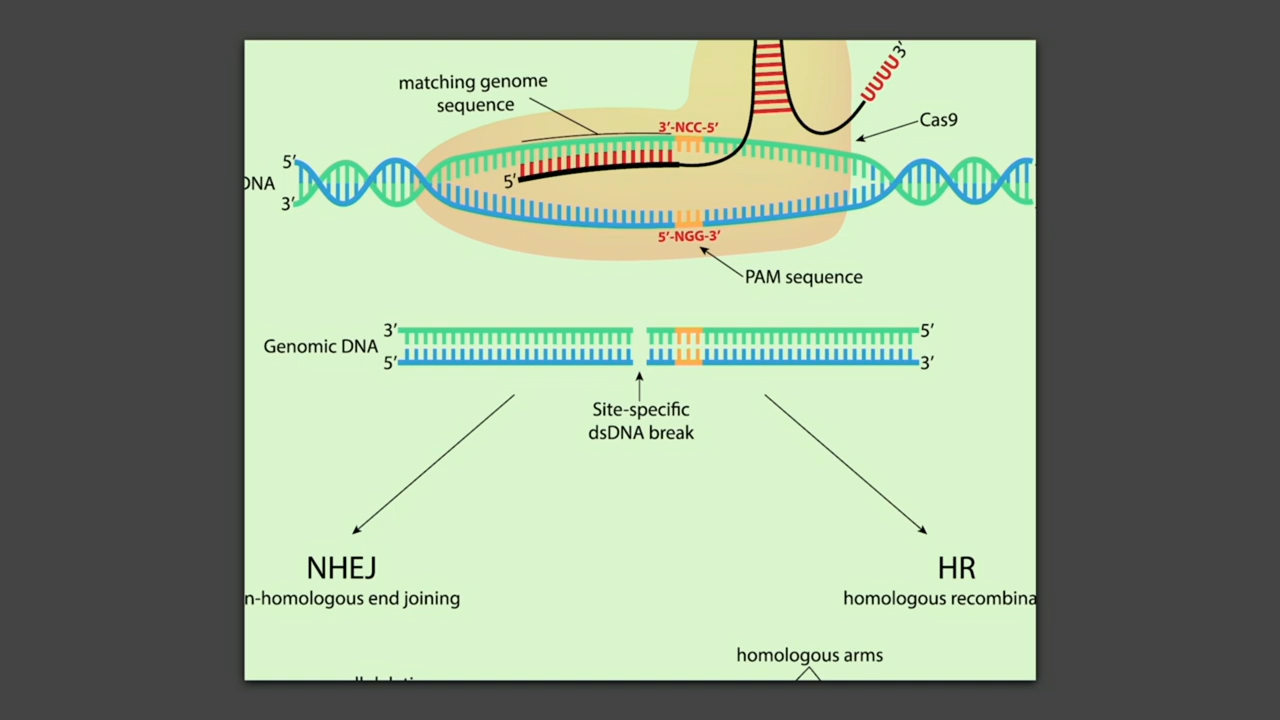 matching genome
sequence
3'-NCC-5'
UUUU3'
Cas9
5'
DNA
3'
5'
5'-NGG-3'
PAM sequence
3'
5'
Genomic DNA
5'
3'
Site-specific
dsDNA break
NHEJ
HR
n-homologous end joining
homologous recombina
homologous arms